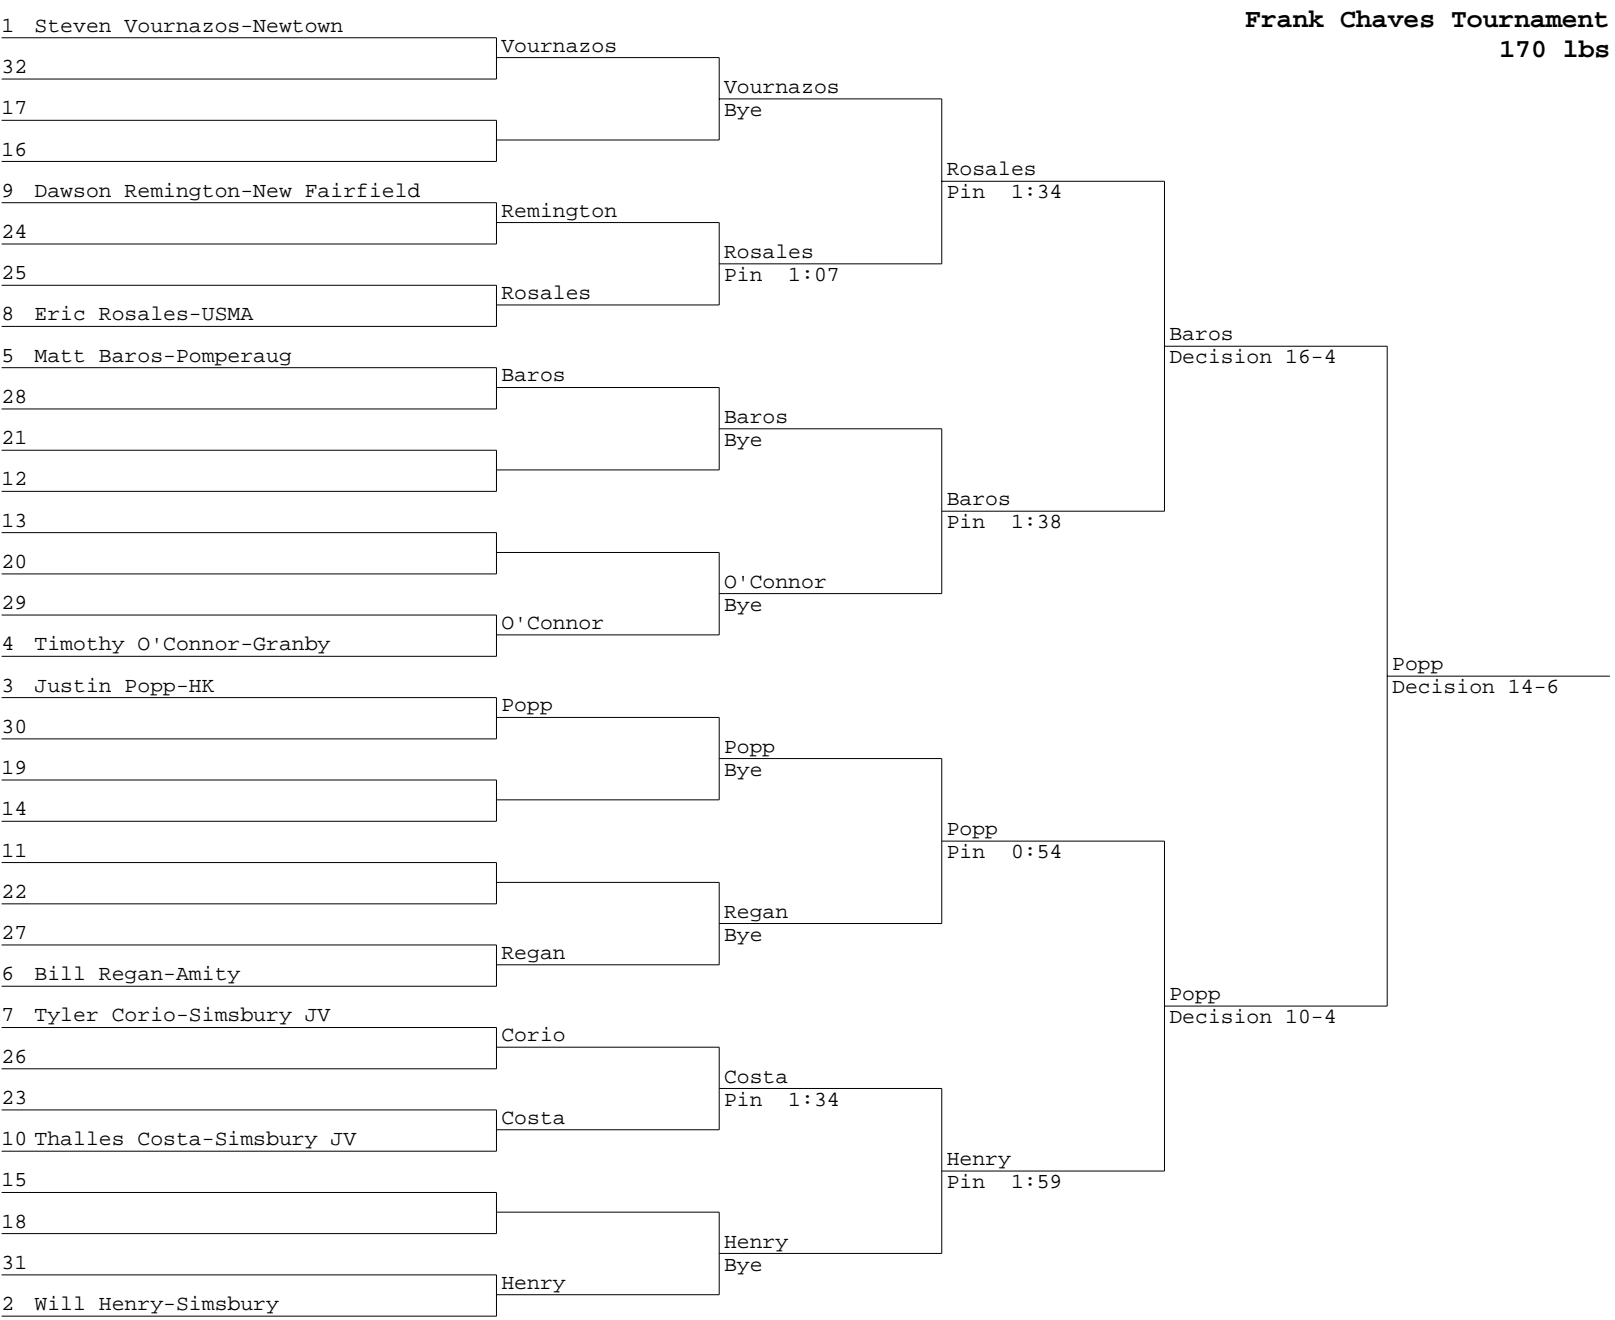 Frank Chaves Tournament
170 lbs
1 Steven Vournazos-Newtown
Vournazos
32
Vournazos
17
Bye
16
Rosales
9 Dawson Remington-New Fairfield
Pin 1:34
Remington
24
Rosales
25
Pin 1:07
Rosales
8 Eric Rosales-USMA
Baros
5 Matt Baros-Pomperaug
Decision 16-4
Baros
28
Baros
21
Bye
12
Baros
13
Pin 1:38
20
O'Connor
29
Bye
O'Connor
4 Timothy O'Connor-Granby
Popp
3 Justin Popp-HK
Decision 14-6
Popp
30
Popp
19
Bye
14
Popp
11
Pin 0:54
22
Regan
27
Bye
Regan
6 Bill Regan-Amity
Popp
7 Tyler Corio-Simsbury JV
Decision 10-4
Corio
26
Costa
23
Pin 1:34
Costa
10 Thalles Costa-Simsbury JV
Henry
15
Pin 1:59
18
Henry
31
Bye
Henry
2 Will Henry-Simsbury